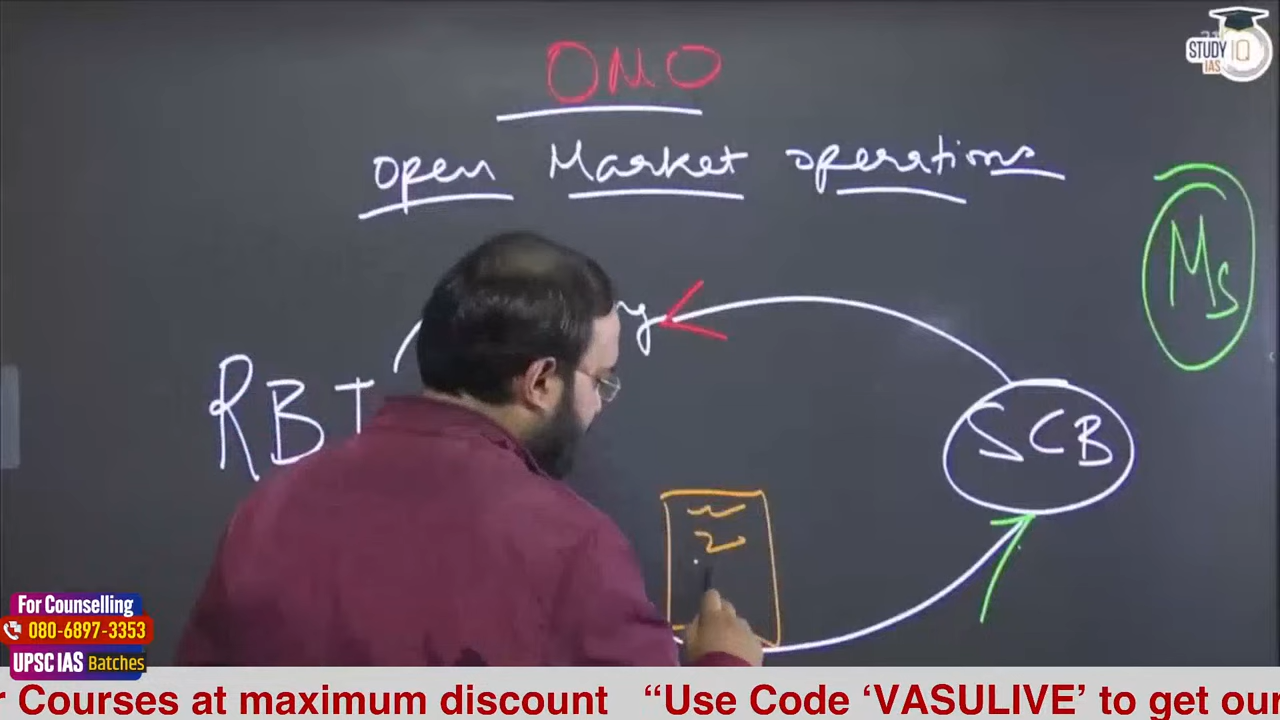 OMO
STUDY IQ
IAS
open Market operations
Ms
RBI
SCB
For Counselling
080-6897-3353
UPSC IAS Batches
r Courses at maximum discount “Use Code ‘VASULIVE’ to get our